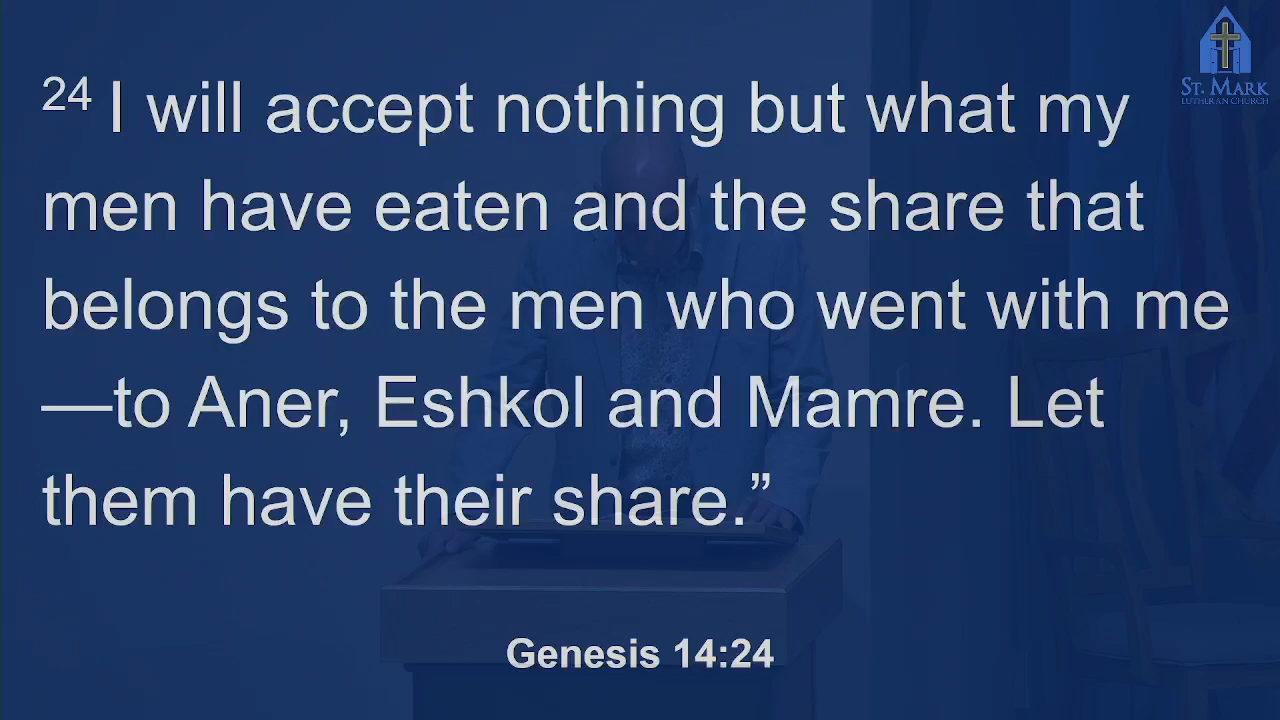 24 I will accept nothing but what my
men have eaten and the share that
belongs to the men who went with me
—to Aner, Eshkol and Mamre. Let
them have their share.”
Genesis 14:24
ST. MARK
LUTHERAN CHURCH